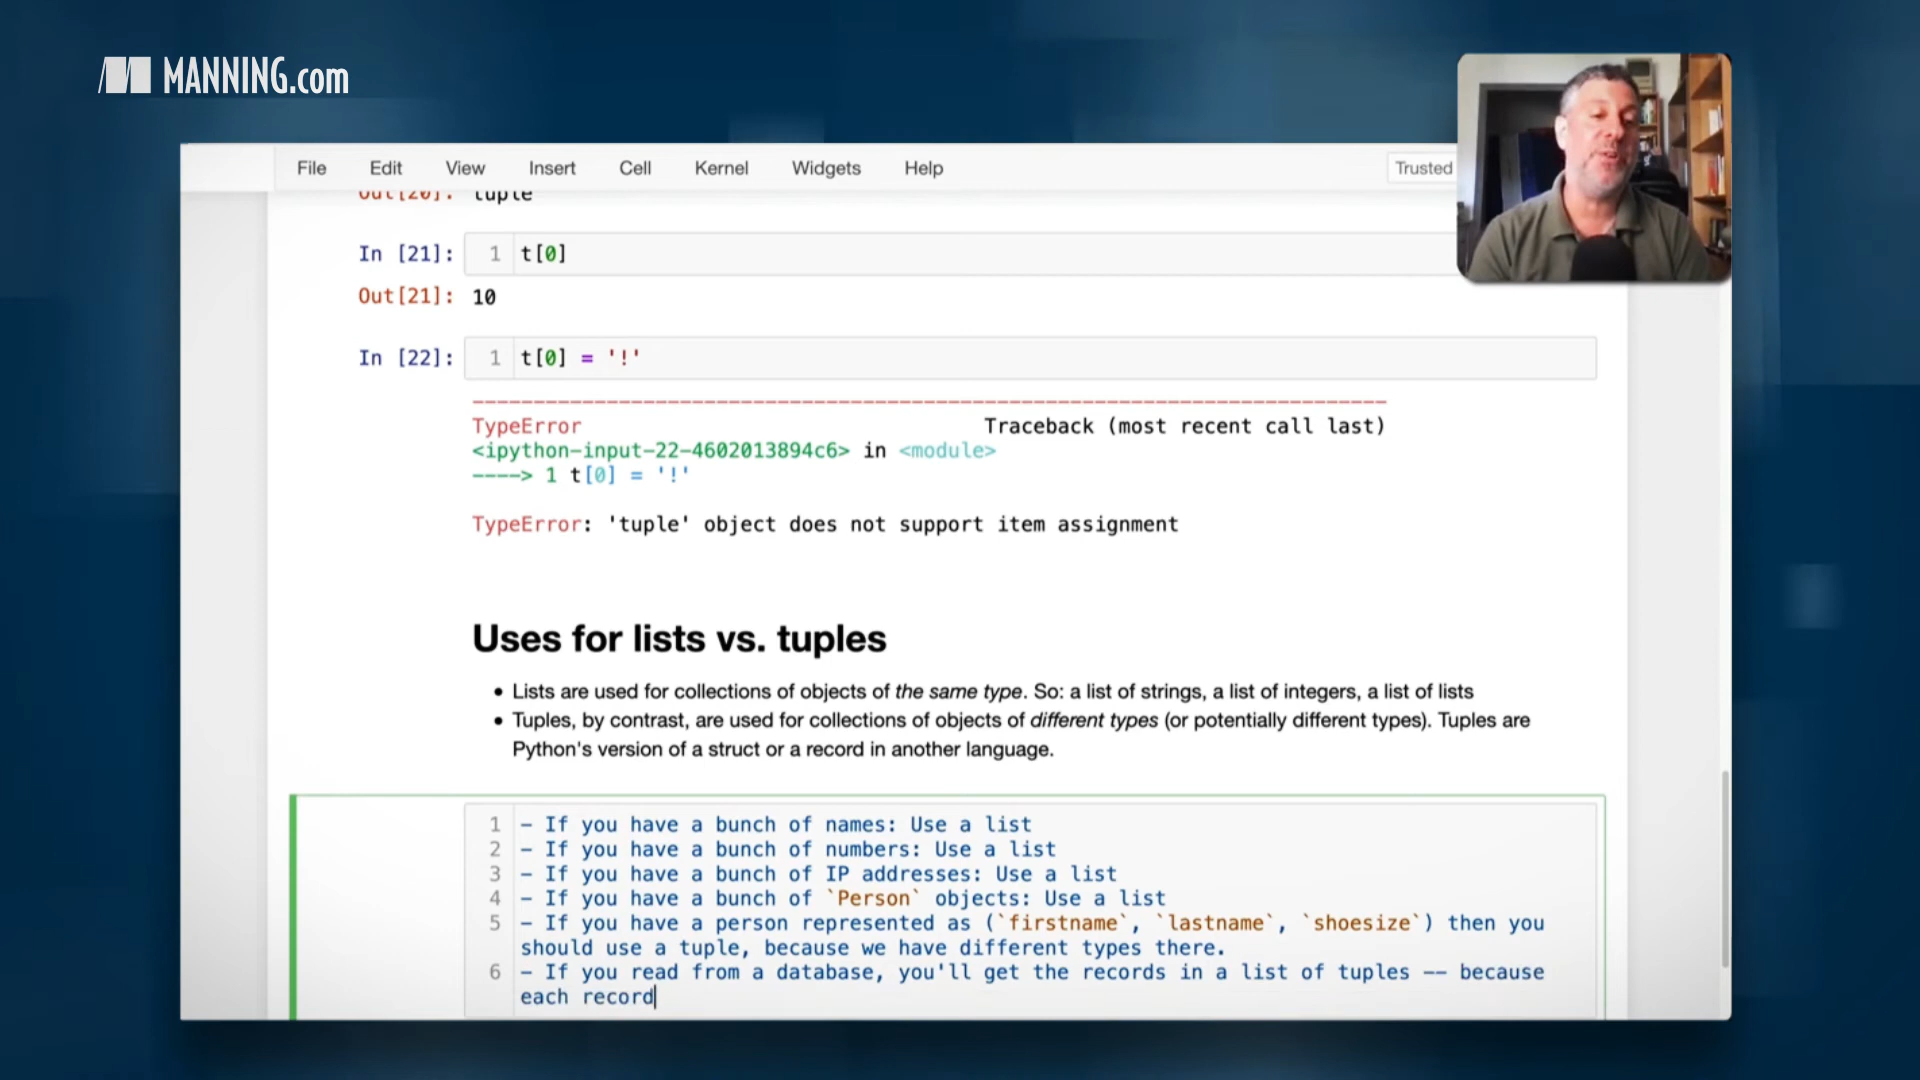 MANNING.com
File Edit View Insert Cell Kernel Widgets Help Trusted
Out[20]: tuple
In [21]: 1 t[0]
Out[21]: 10
In [22]: 1 t[0] = '!'
---------------------------------------------------------------------------
TypeError Traceback (most recent call last)
<ipython-input-22-4602013894c6> in <module>
----> 1 t[0] = '!'
TypeError: 'tuple' object does not support item assignment
Uses for lists vs. tuples
• Lists are used for collections of objects of the same type. So: a list of strings, a list of integers, a list of lists
• Tuples, by contrast, are used for collections of objects of different types (or potentially different types). Tuples are
Python's version of a struct or a record in another language.
1 - If you have a bunch of names: Use a list
2 - If you have a bunch of numbers: Use a list
3 - If you have a bunch of IP addresses: Use a list
4 - If you have a bunch of `Person` objects: Use a list
5 - If you have a person represented as (`firstname`, `lastname`, `shoesize`) then you
should use a tuple, because we have different types there.
6 - If you read from a database, you'll get the records in a list of tuples -- because
each record